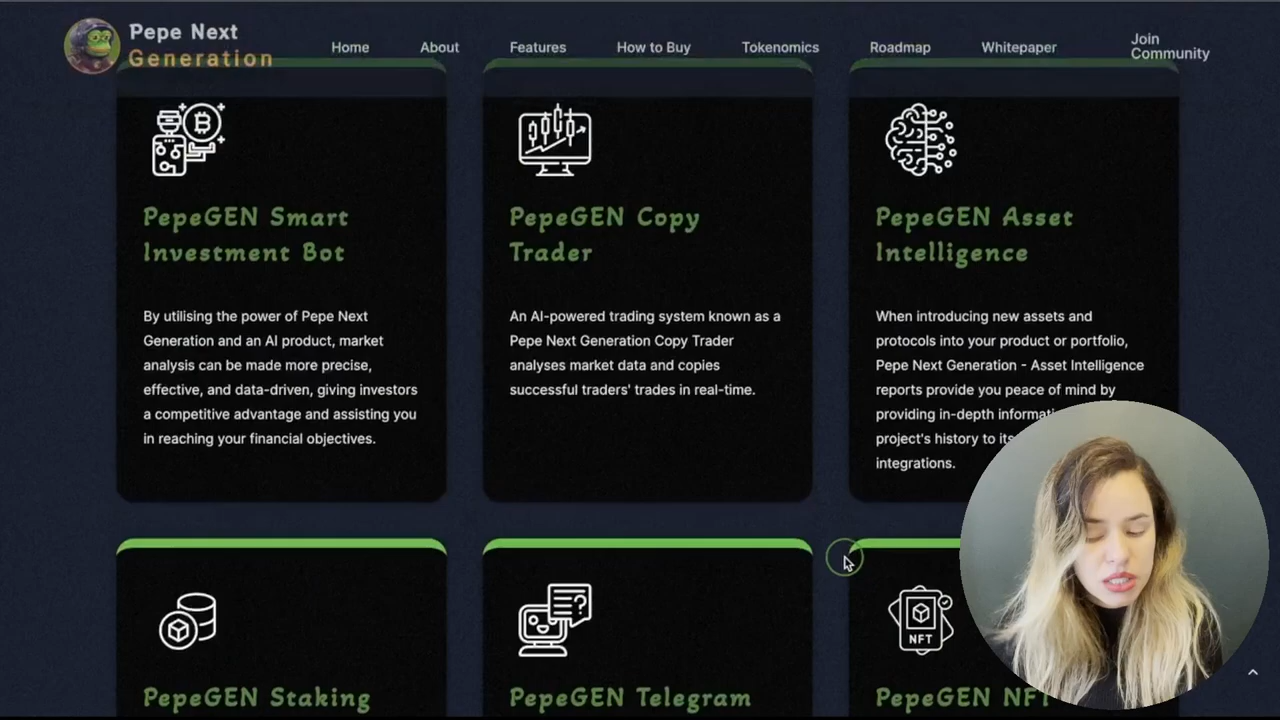 Pepe Next
Generation
Home
About
Features
How to Buy
Tokenomics
Roadmap
Whitepaper
Join
Community
PepeGEN Smart
Investment Bot
By utilising the power of Pepe Next
Generation and an AI product, market
analysis can be made more precise,
effective, and data-driven, giving investors
a competitive advantage and assisting you
in reaching your financial objectives.
PepeGEN Copy
Trader
An AI-powered trading system known as a
Pepe Next Generation Copy Trader
analyses market data and copies
successful traders' trades in real-time.
PepeGEN Asset
Intelligence
When introducing new assets and
protocols into your product or portfolio,
Pepe Next Generation - Asset Intelligence
reports provide you peace of mind by
providing in-depth
project's history to its
integrations.
PepeGEN Staking
PepeGEN Telegram
NFT
PepeGEN NFT